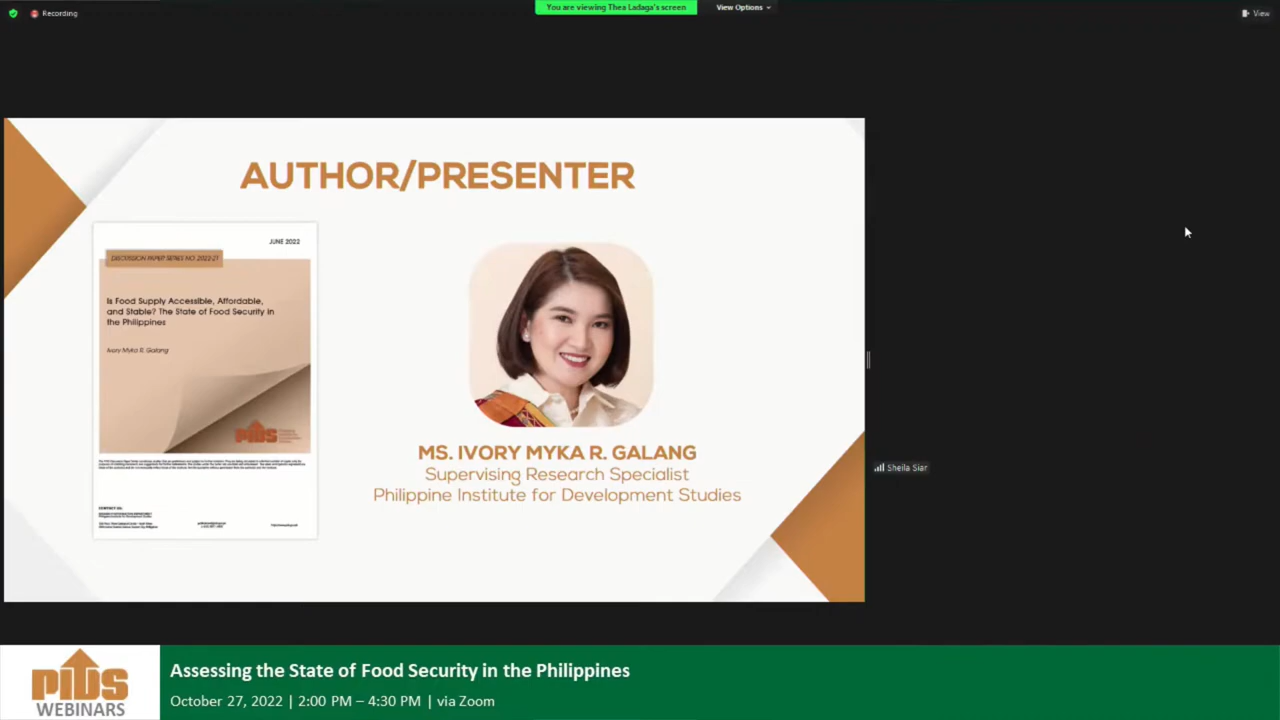 Recording
You are viewing Thea Ladaga's screen
View Options
View
AUTHOR/PRESENTER
JUNE 2022
DISCUSSION PAPER SERIES NO. 2022-21
Is Food Supply Accessible, Affordable,
and Stable? The State of Food Security in
the Philippines
Ivory Myka R. Galang
PIDS
CONTACT US:
MS. IVORY MYKA R. GALANG
Supervising Research Specialist
Philippine Institute for Development Studies
Sheila Siar
PIDS
WEBINARS
Assessing the State of Food Security in the Philippines
October 27, 2022 | 2:00 PM – 4:30 PM | via Zoom